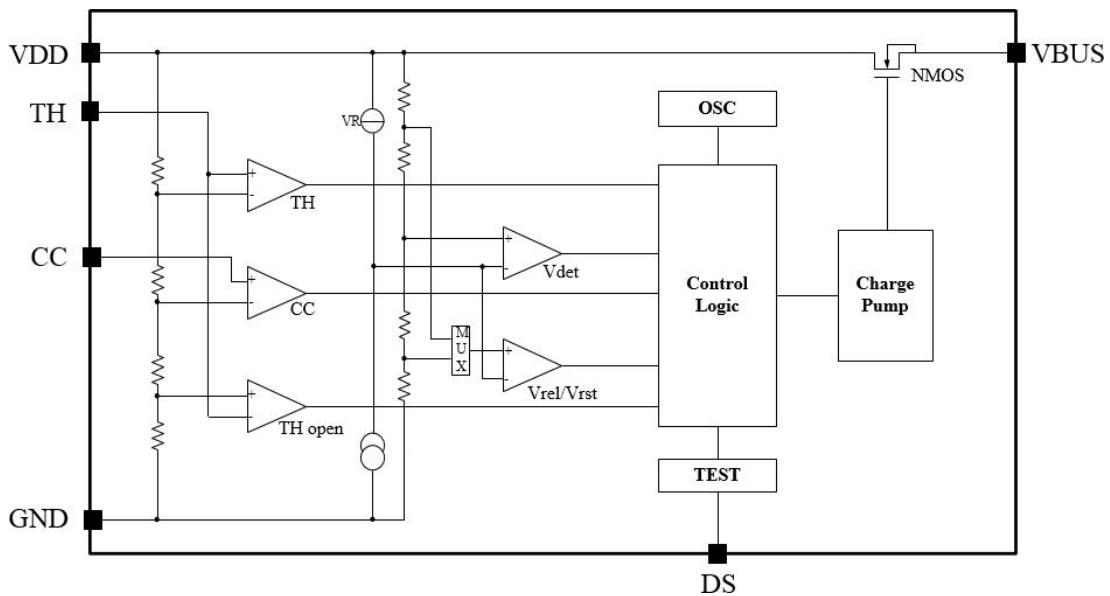 VDD
VBUS
NMOS
TH
OSC
VR
+
-
TH
CC
+
-
Vdet
+
-
CC
Control
Logic
Charge
Pump
MUX
+
-
Vrel/Vrst
+
-
TH open
TEST
GND
DS